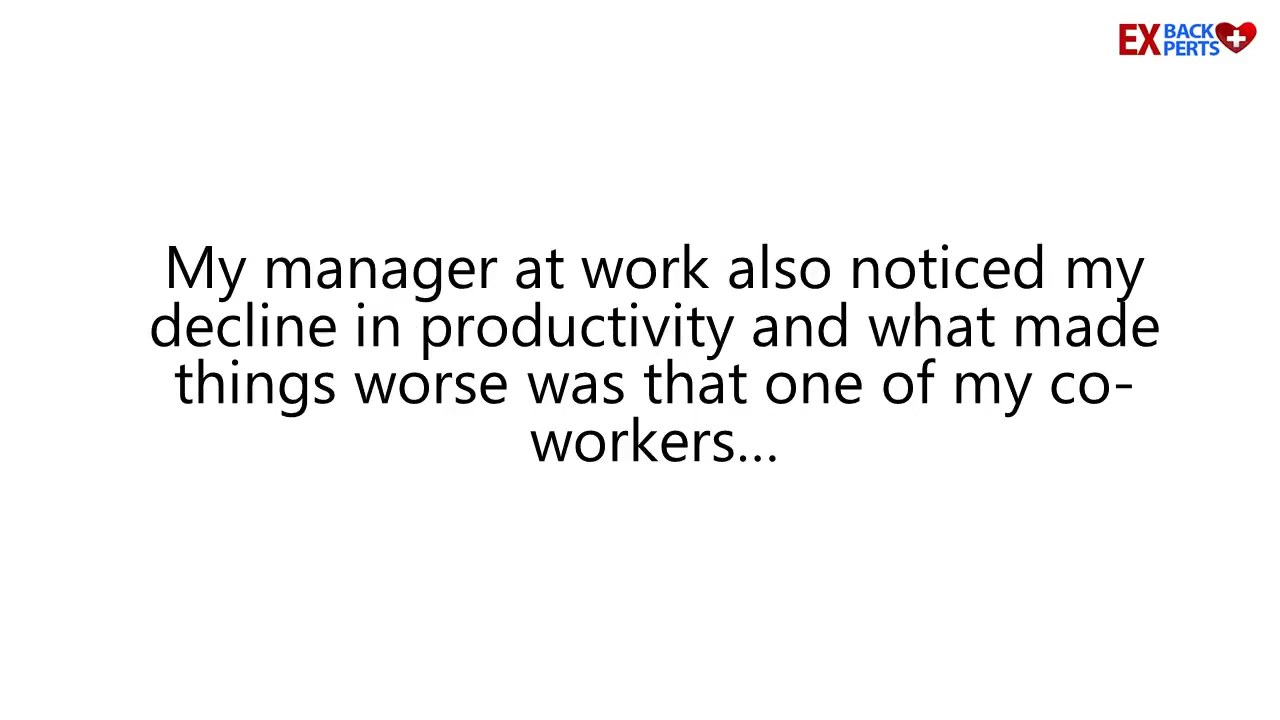 EX BACK
PERTS
My manager at work also noticed my
decline in productivity and what made
things worse was that one of my co-
workers...